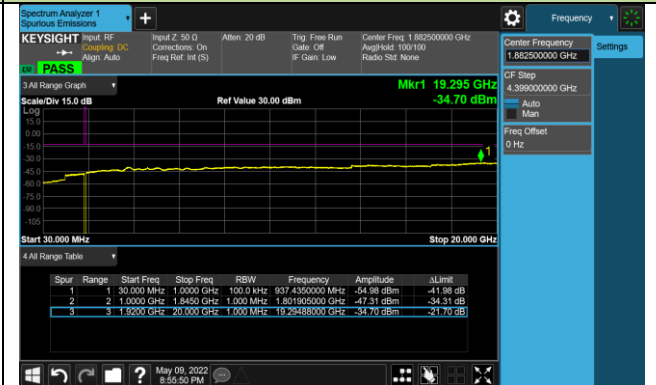 Spectrum Analyzer 1
Spurious Emissions
+
Frequency
KEYSIGHT
Input: RF
Coupling: DC
Align: Auto
Input Z: 50 Ω
Corrections: On
Freq Ref: Int (S)
Atten: 20 dB
Trig: Free Run
Gate: Off
IF Gain: Low
Center Freq: 1.882500000 GHz
Avg|Hold: 100/100
Radio Std: None
PASS
Center Frequency
1.882500000 GHz
Settings
CF Step
4.399000000 GHz
Auto
Man
Freq Offset
0 Hz
3 All Range Graph
Mkr1 19.295 GHz
Scale/Div 15.0 dB
Ref Value 30.00 dBm
-34.70 dBm
Log
15.0
0.00
-15.0
-30.0
-45.0
-60.0
-75.0
-90.0
-105
1
Start 30.000 MHz
Stop 20.000 GHz
4 All Range Table
Spur Range Start Freq Stop Freq RBW Frequency Amplitude ΔLimit
1 1 30.000 MHz 1.0000 GHz 100.0 kHz 937.4350000 MHz -54.98 dBm -41.98 dB
2 2 1.0000 GHz 1.8450 GHz 1.000 MHz 1.801905000 GHz -47.31 dBm -34.31 dB
3 3 1.9200 GHz 20.000 GHz 1.000 MHz 19.29488000 GHz -34.70 dBm -21.70 dB
?
May 09, 2022
8:55:50 PM